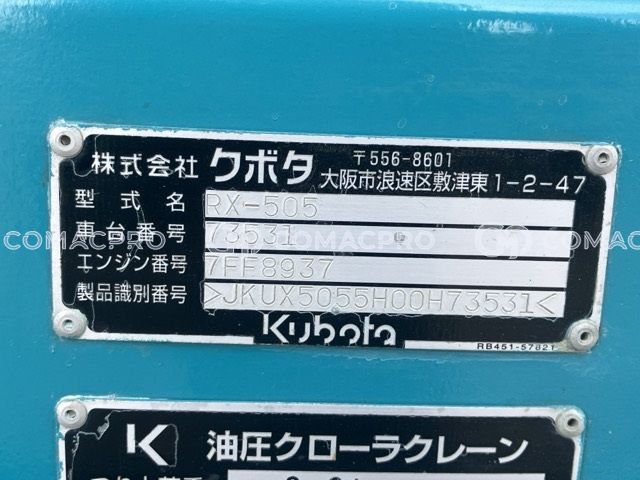 株式会社 クボタ 〒556-8601
大阪市浪速区敷津東1-2-47
型式名 RX-505
車台番号 73531
エンジン番号 7FF8937
製品識別番号 >JKUX5055H00H73531<
Kubota
RB451-57821
K 油圧クローラクレーン
COMACPRO COMACPRO COMACPRO